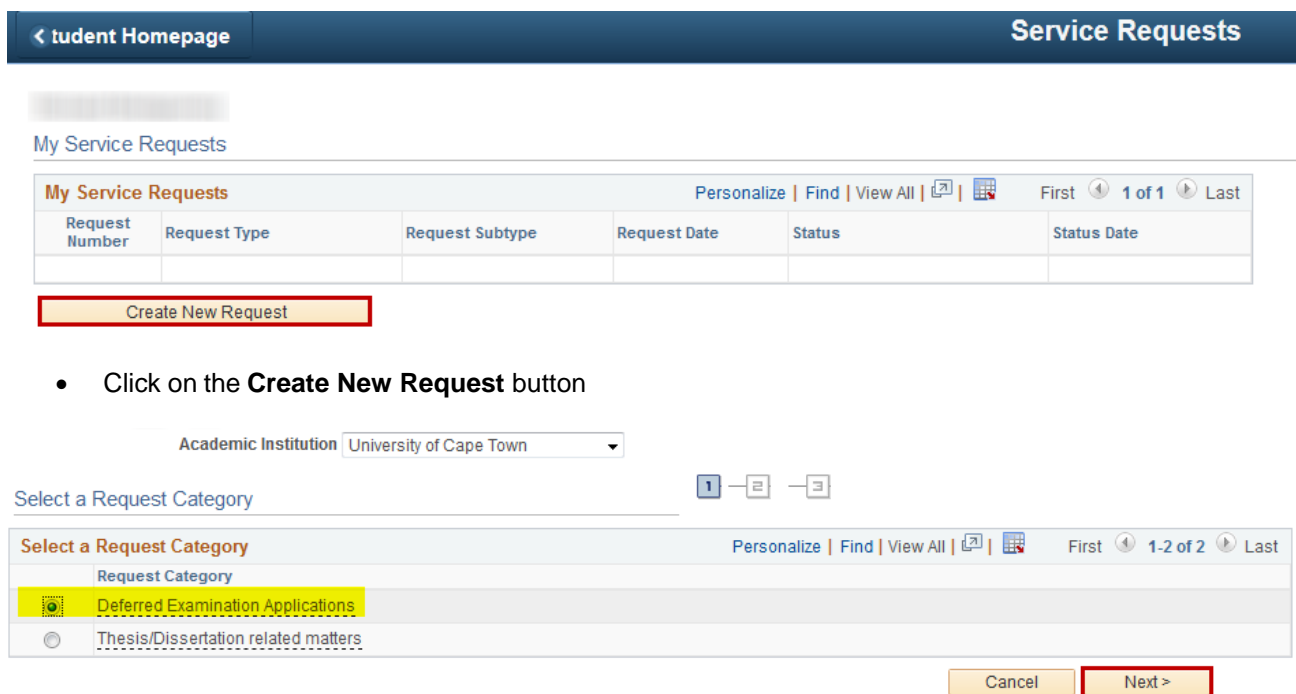 tudent Homepage Service Requests
My Service Requests
My Service Requests Personalize | Find | View All | | First 1 of 1 Last
Request Number Request Type Request Subtype Request Date Status Status Date
Create New Request
• Click on the Create New Request button
Academic Institution University of Cape Town
Select a Request Category 1 2 3
Select a Request Category Personalize | Find | View All | | First 1-2 of 2 Last
Request Category
Deferred Examination Applications
Thesis/Dissertation related matters
Cancel Next >